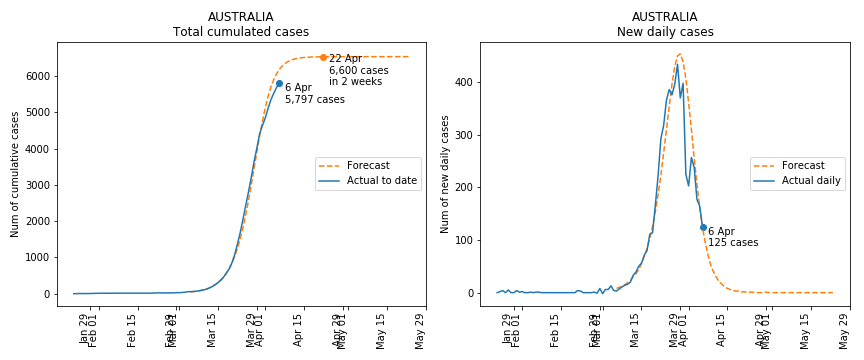 AUSTRALIA
Total cumulated cases
Num of cumulative cases
6000
5000
4000
3000
2000
1000
0
22 Apr
6,600 cases
in 2 weeks
6 Apr
5,797 cases
Forecast
Actual to date
Jan 29
Feb 01
Feb 15
Feb 29
Mar 01
Mar 15
Mar 29
Apr 01
Apr 15
Apr 29
May 01
May 15
May 29
AUSTRALIA
New daily cases
Num of new daily cases
400
300
200
100
0
6 Apr
125 cases
Forecast
Actual daily
Jan 29
Feb 01
Feb 15
Feb 29
Mar 01
Mar 15
Mar 29
Apr 01
Apr 15
Apr 29
May 01
May 15
May 29